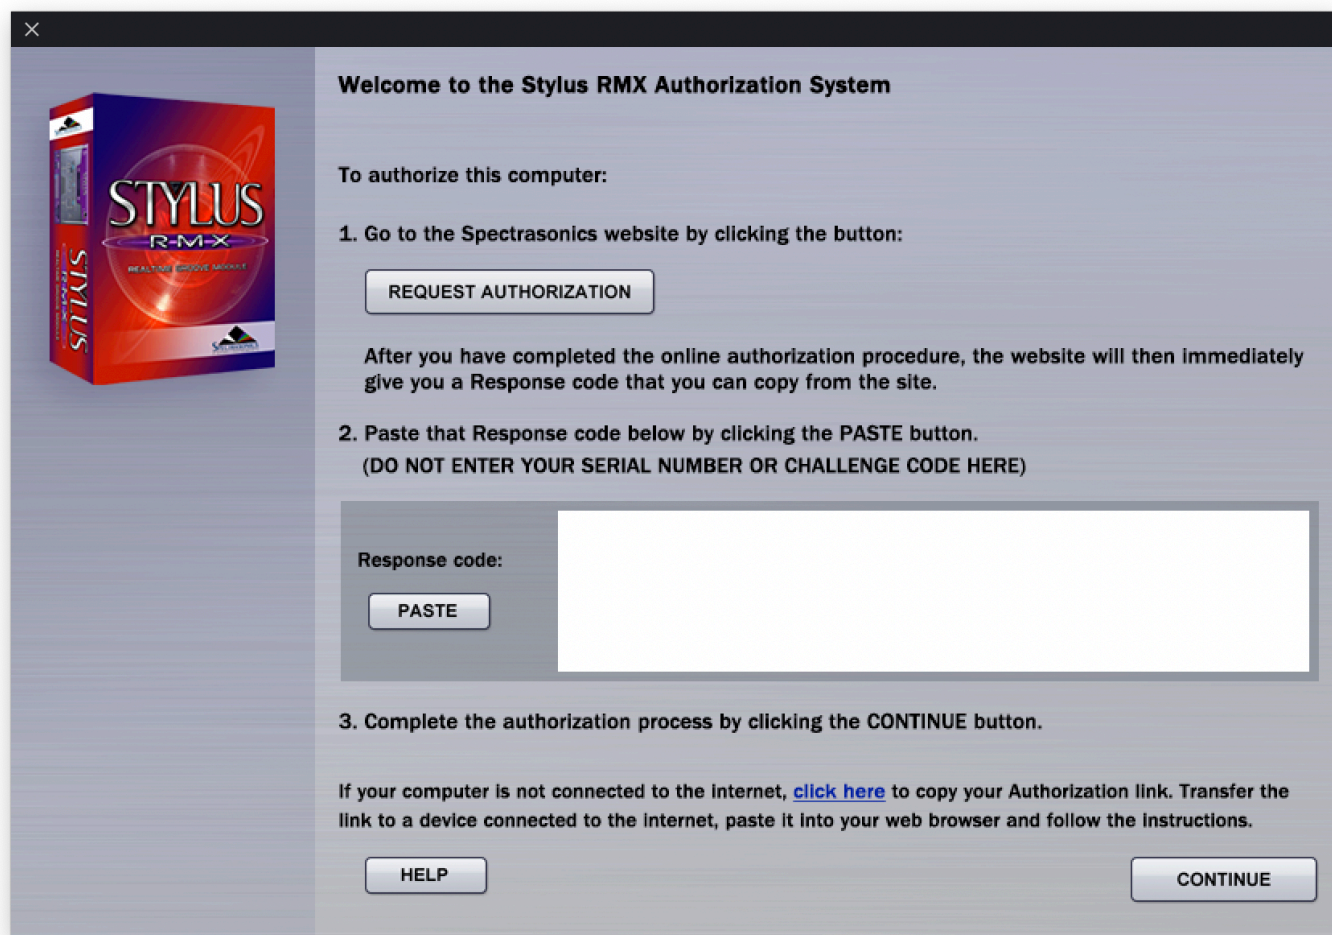 Welcome to the Stylus RMX Authorization System
STYLUS
RMX
REALTIME GROOVE MODULE
SPECTRASONICS
STYLUS
RMX
To authorize this computer:
1. Go to the Spectrasonics website by clicking the button:
REQUEST AUTHORIZATION
After you have completed the online authorization procedure, the website will then immediately
give you a Response code that you can copy from the site.
2. Paste that Response code below by clicking the PASTE button.
(DO NOT ENTER YOUR SERIAL NUMBER OR CHALLENGE CODE HERE)
Response code:
PASTE
3. Complete the authorization process by clicking the CONTINUE button.
If your computer is not connected to the internet, click here to copy your Authorization link. Transfer the
link to a device connected to the internet, paste it into your web browser and follow the instructions.
HELP
CONTINUE